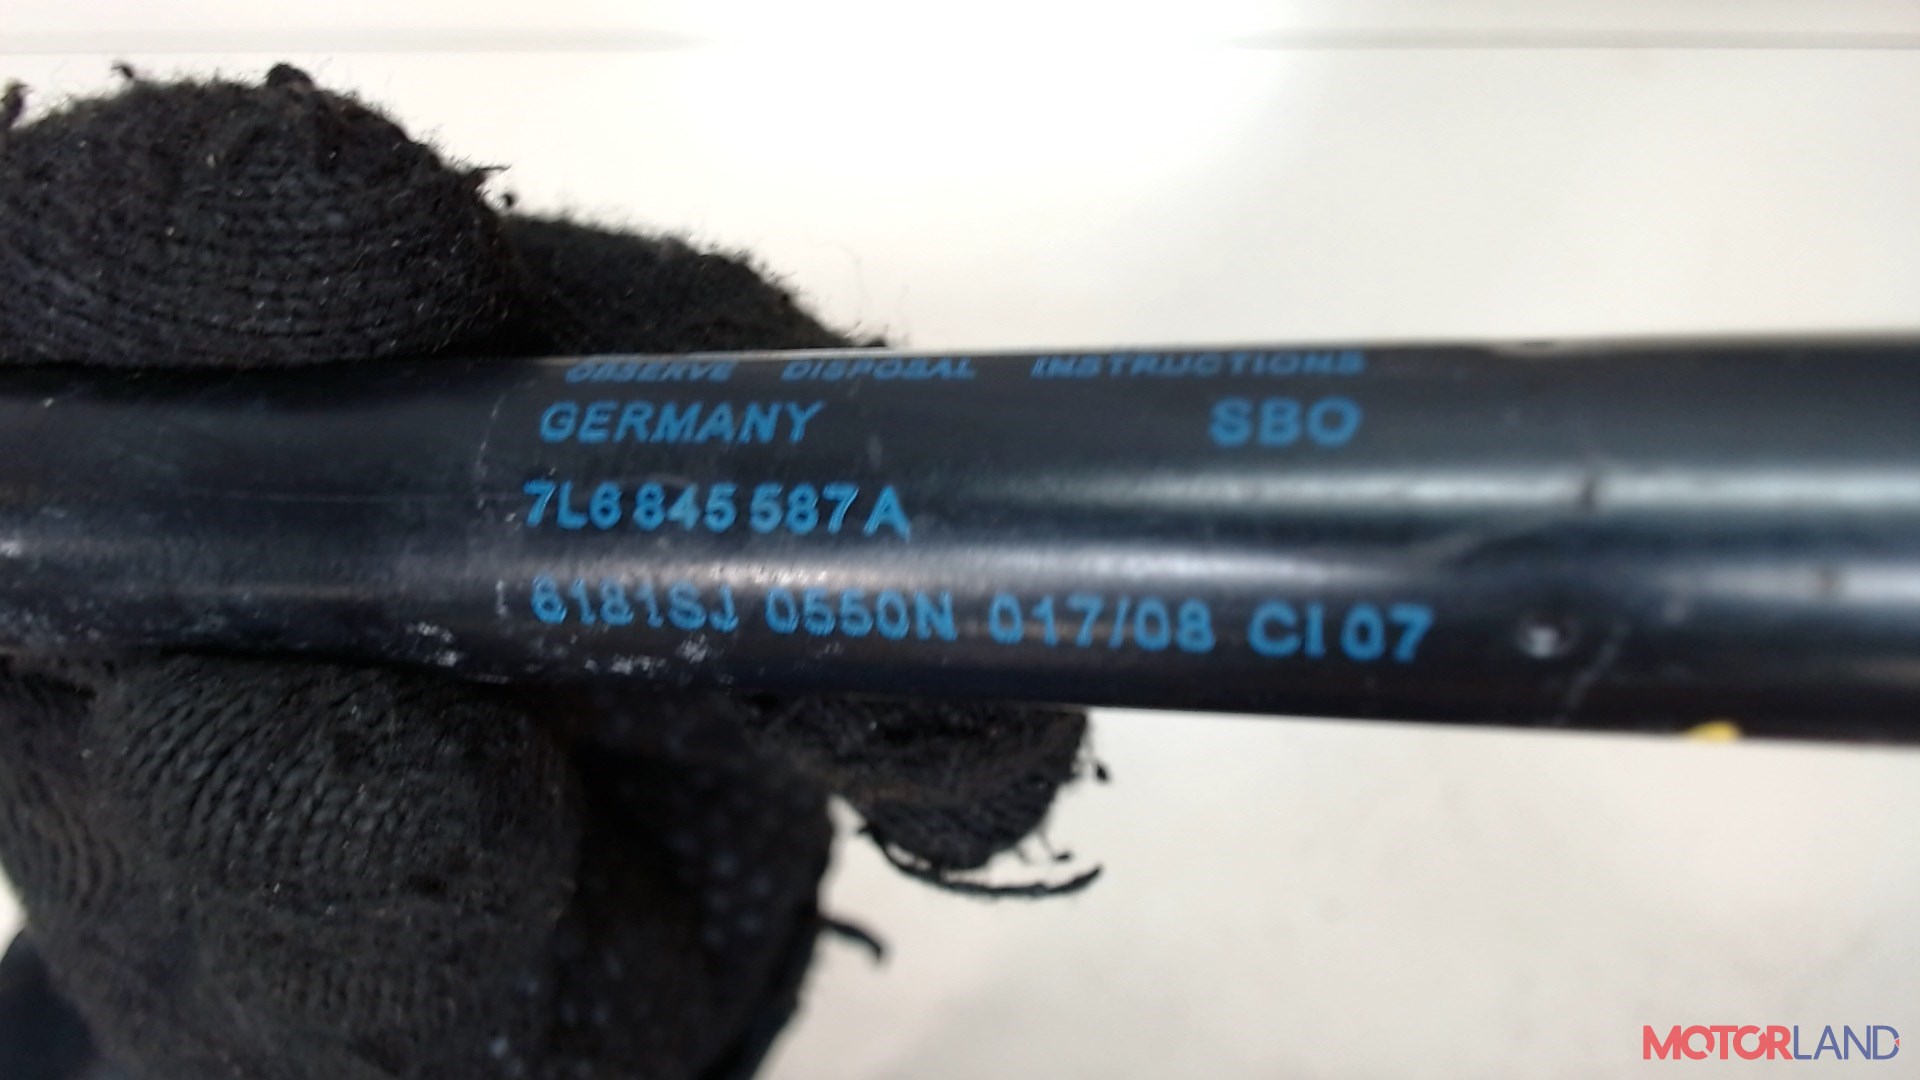 OBSERVE DISPOSAL INSTRUCTIONS
GERMANY SBO
7L6 845 587 A
6181SJ 0550N 017/08 CI 07
MOTORLAND